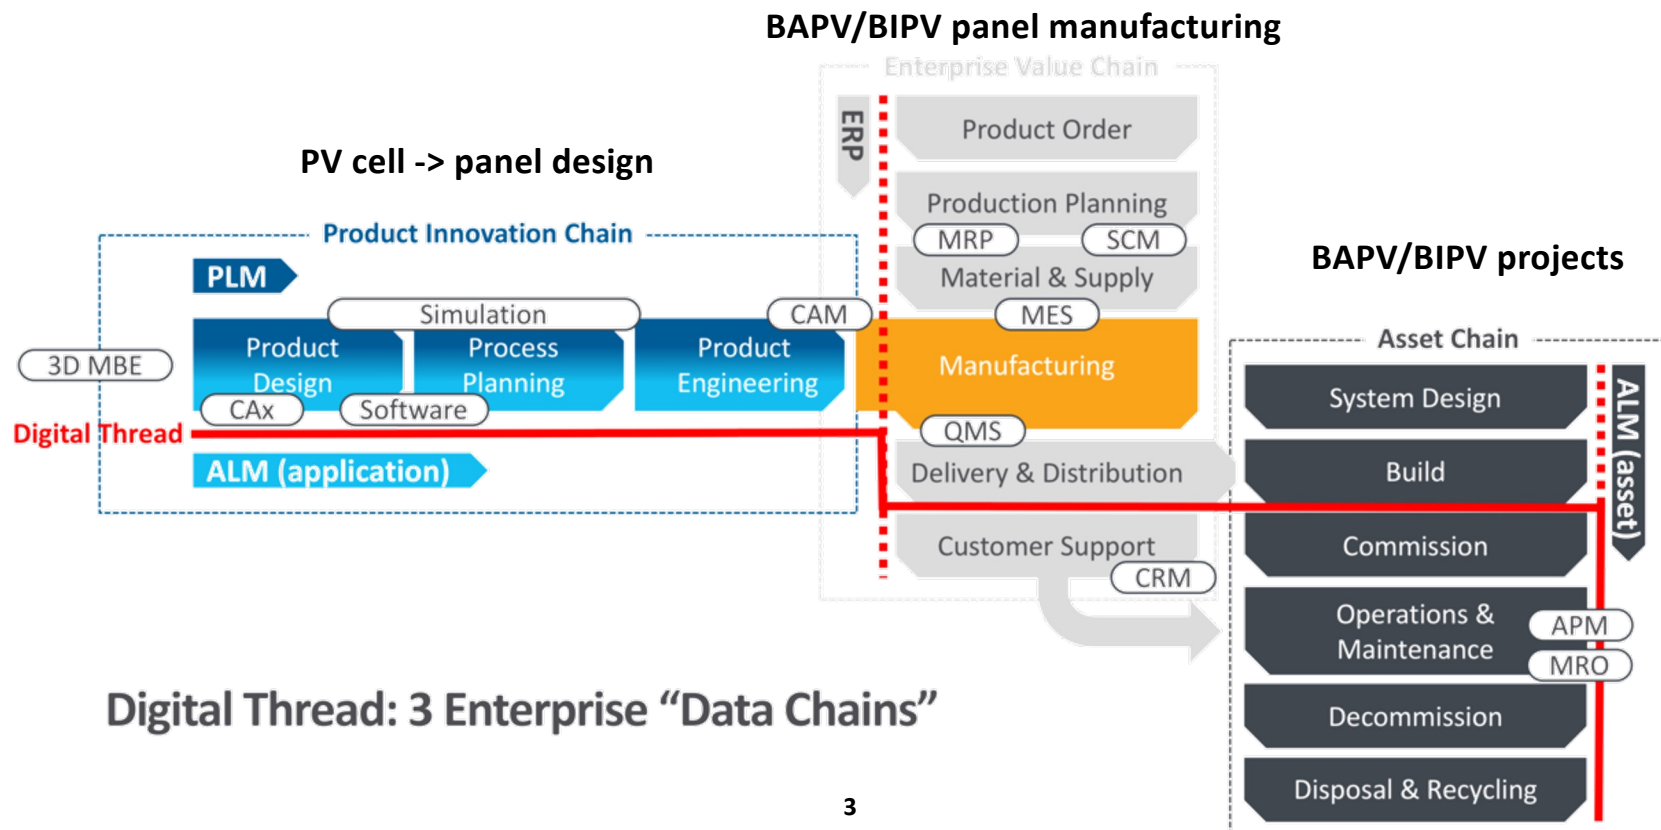 BAPV/BIPV panel manufacturing
Enterprise Value Chain
ERP
Product Order
PV cell -> panel design
Production Planning
MRP
SCM
Product Innovation Chain
BAPV/BIPV projects
PLM
Material & Supply
Simulation
CAM
MES
Asset Chain
3D MBE
Product
Design
Process
Planning
Product
Engineering
Manufacturing
CAx
Software
System Design
ALM (asset)
Digital Thread
QMS
ALM (application)
Delivery & Distribution
Build
Customer Support
CRM
Commission
Operations &
Maintenance
APM
MRO
Digital Thread: 3 Enterprise “Data Chains”
Decommission
Disposal & Recycling
3